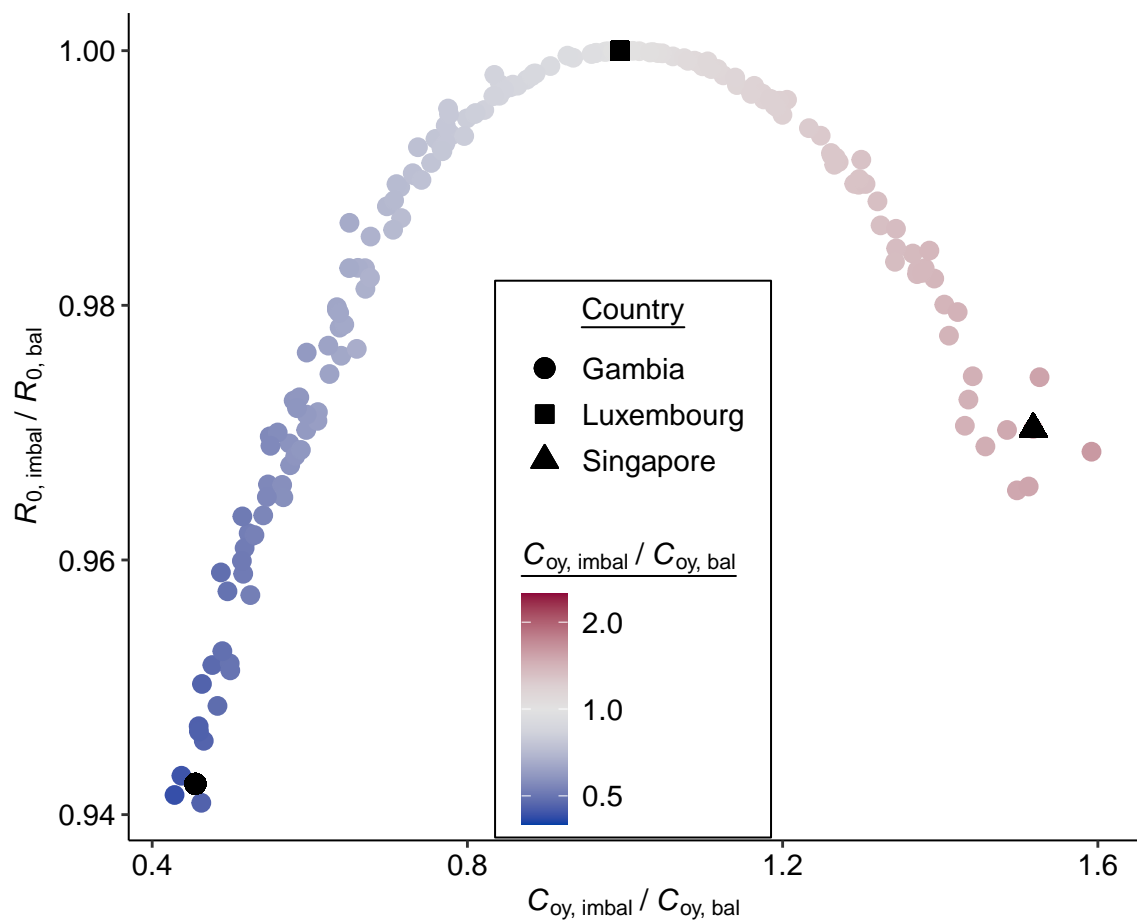 1.00
0.98
0.96
0.94
R0, imbal / R0, bal
Country
Gambia
Luxembourg
Singapore
Coy, imbal / Coy, bal
2.0
1.0
0.5
0.4
0.8
1.2
1.6
Coy, imbal / Coy, bal